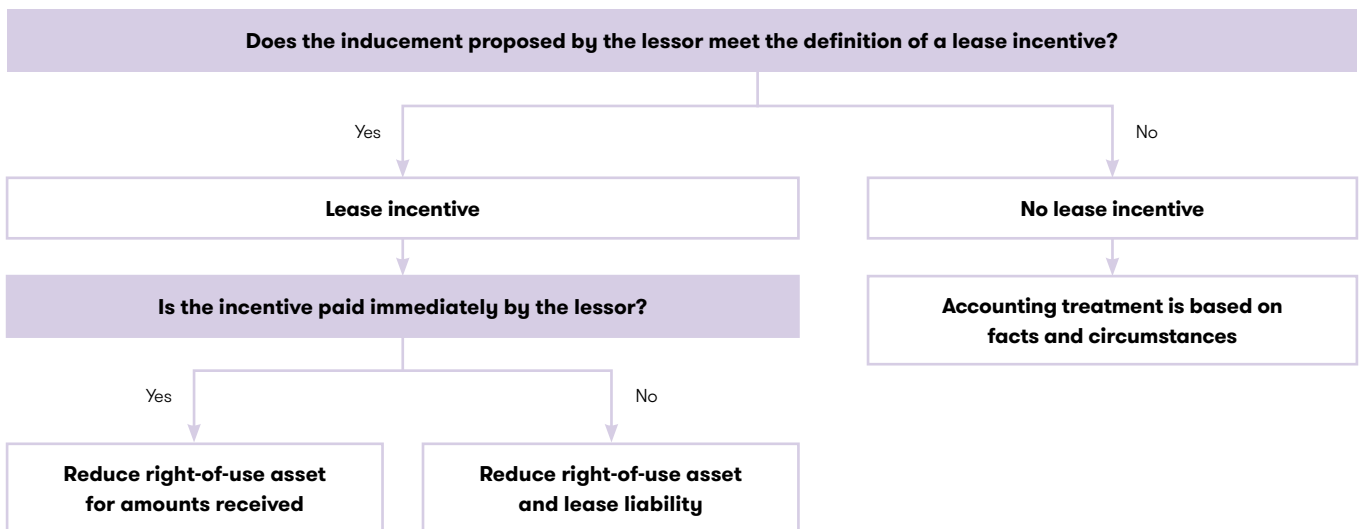 Does the inducement proposed by the lessor meet the definition of a lease incentive?
Yes
No
Lease incentive
No lease incentive
Is the incentive paid immediately by the lessor?
Accounting treatment is based on
facts and circumstances
Yes
No
Reduce right-of-use asset
for amounts received
Reduce right-of-use asset
and lease liability